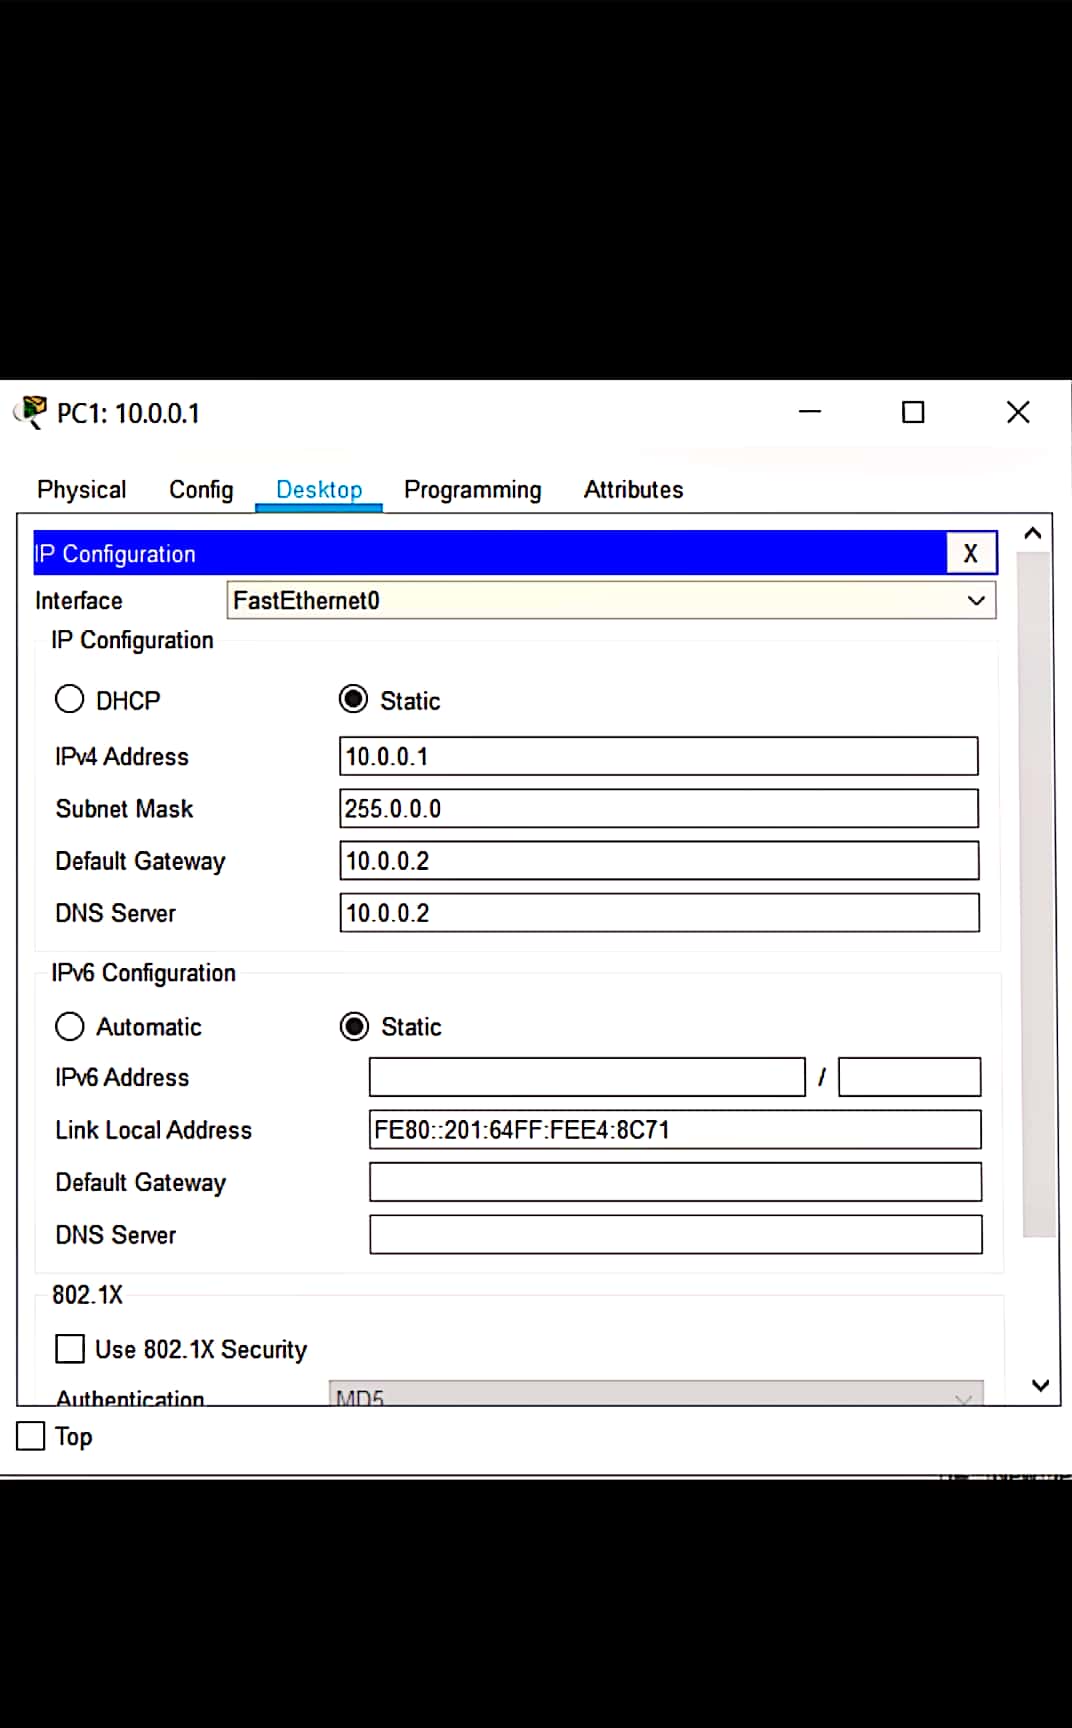 PC1: 10.0.0.1
Physical Config Desktop Programming Attributes
IP Configuration X
Interface FastEthernet0
IP Configuration
DHCP Static
IPv4 Address 10.0.0.1
Subnet Mask 255.0.0.0
Default Gateway 10.0.0.2
DNS Server 10.0.0.2
IPv6 Configuration
Automatic Static
IPv6 Address /
Link Local Address FE80::201:64FF:FEE4:8C71
Default Gateway
DNS Server
802.1X
Use 802.1X Security
Authentication MD5
Top